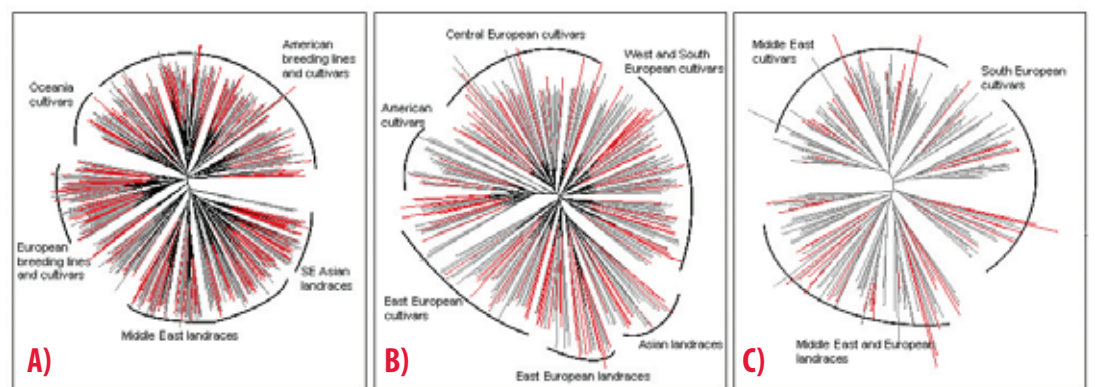 American
breeding lines
and cultivars
Oceania
cultivars
European
breeding lines
and cultivars
SE Asian
landraces
Middle East landraces
A)
Central European cultivars
West and South
European cultivars
American
cultivars
East European
cultivars
Asian landraces
East European landraces
B)
Middle East
cultivars
South European
cultivars
Middle East and European
landraces
C)